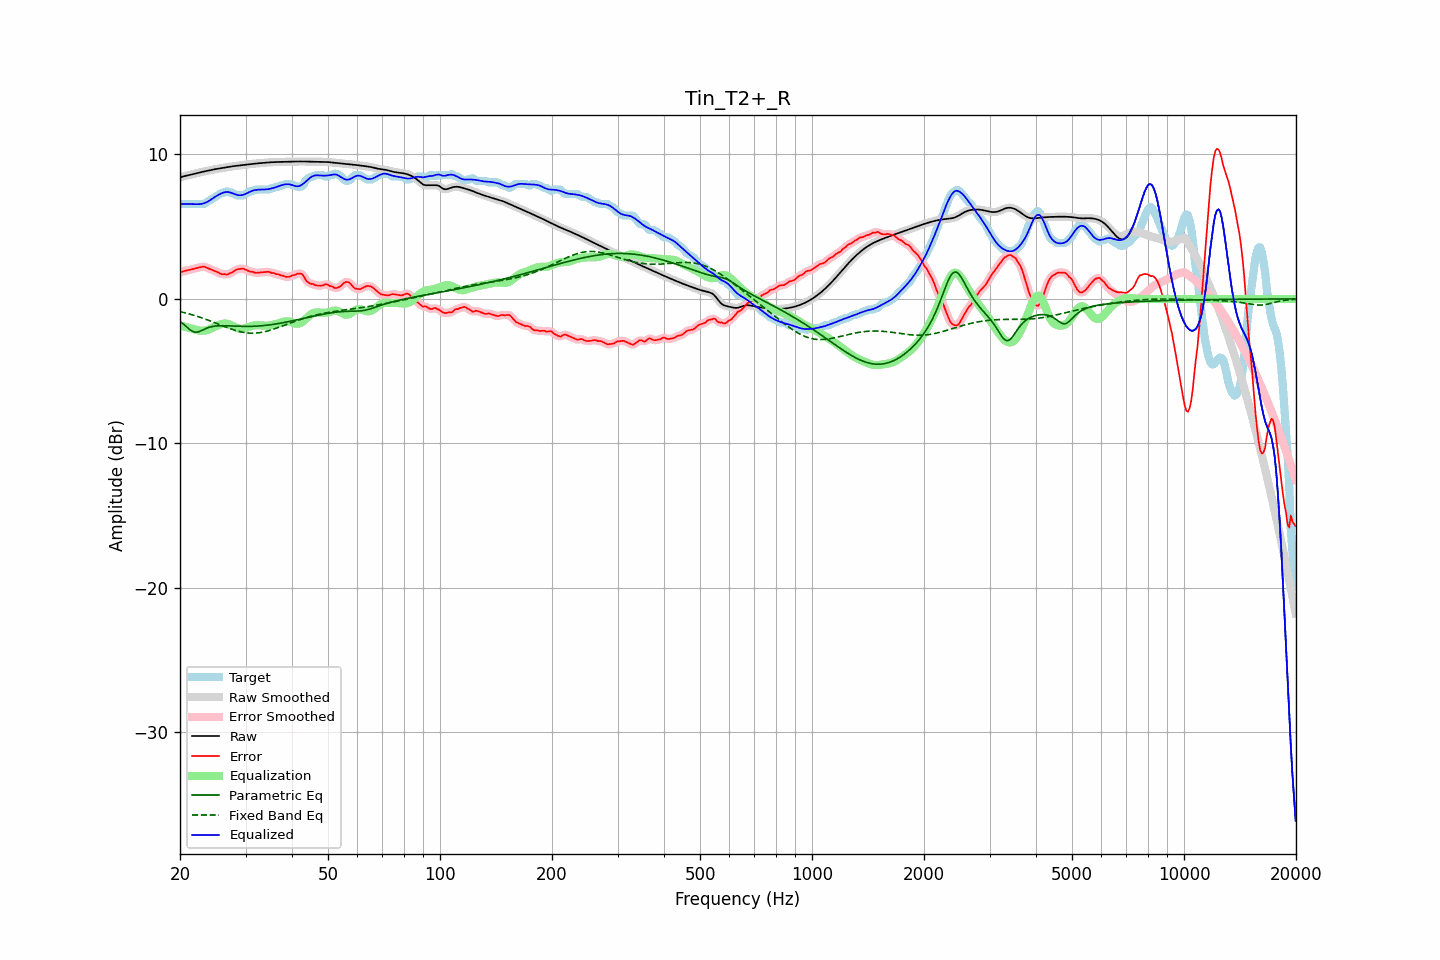 Tin_T2+_R
10
0
−10
−20
−30
Amplitude (dBr)
Target
Raw Smoothed
Error Smoothed
Raw
Error
Equalization
Parametric Eq
Fixed Band Eq
Equalized
20 50 100 200 500 1000 2000 5000 10000 20000
Frequency (Hz)